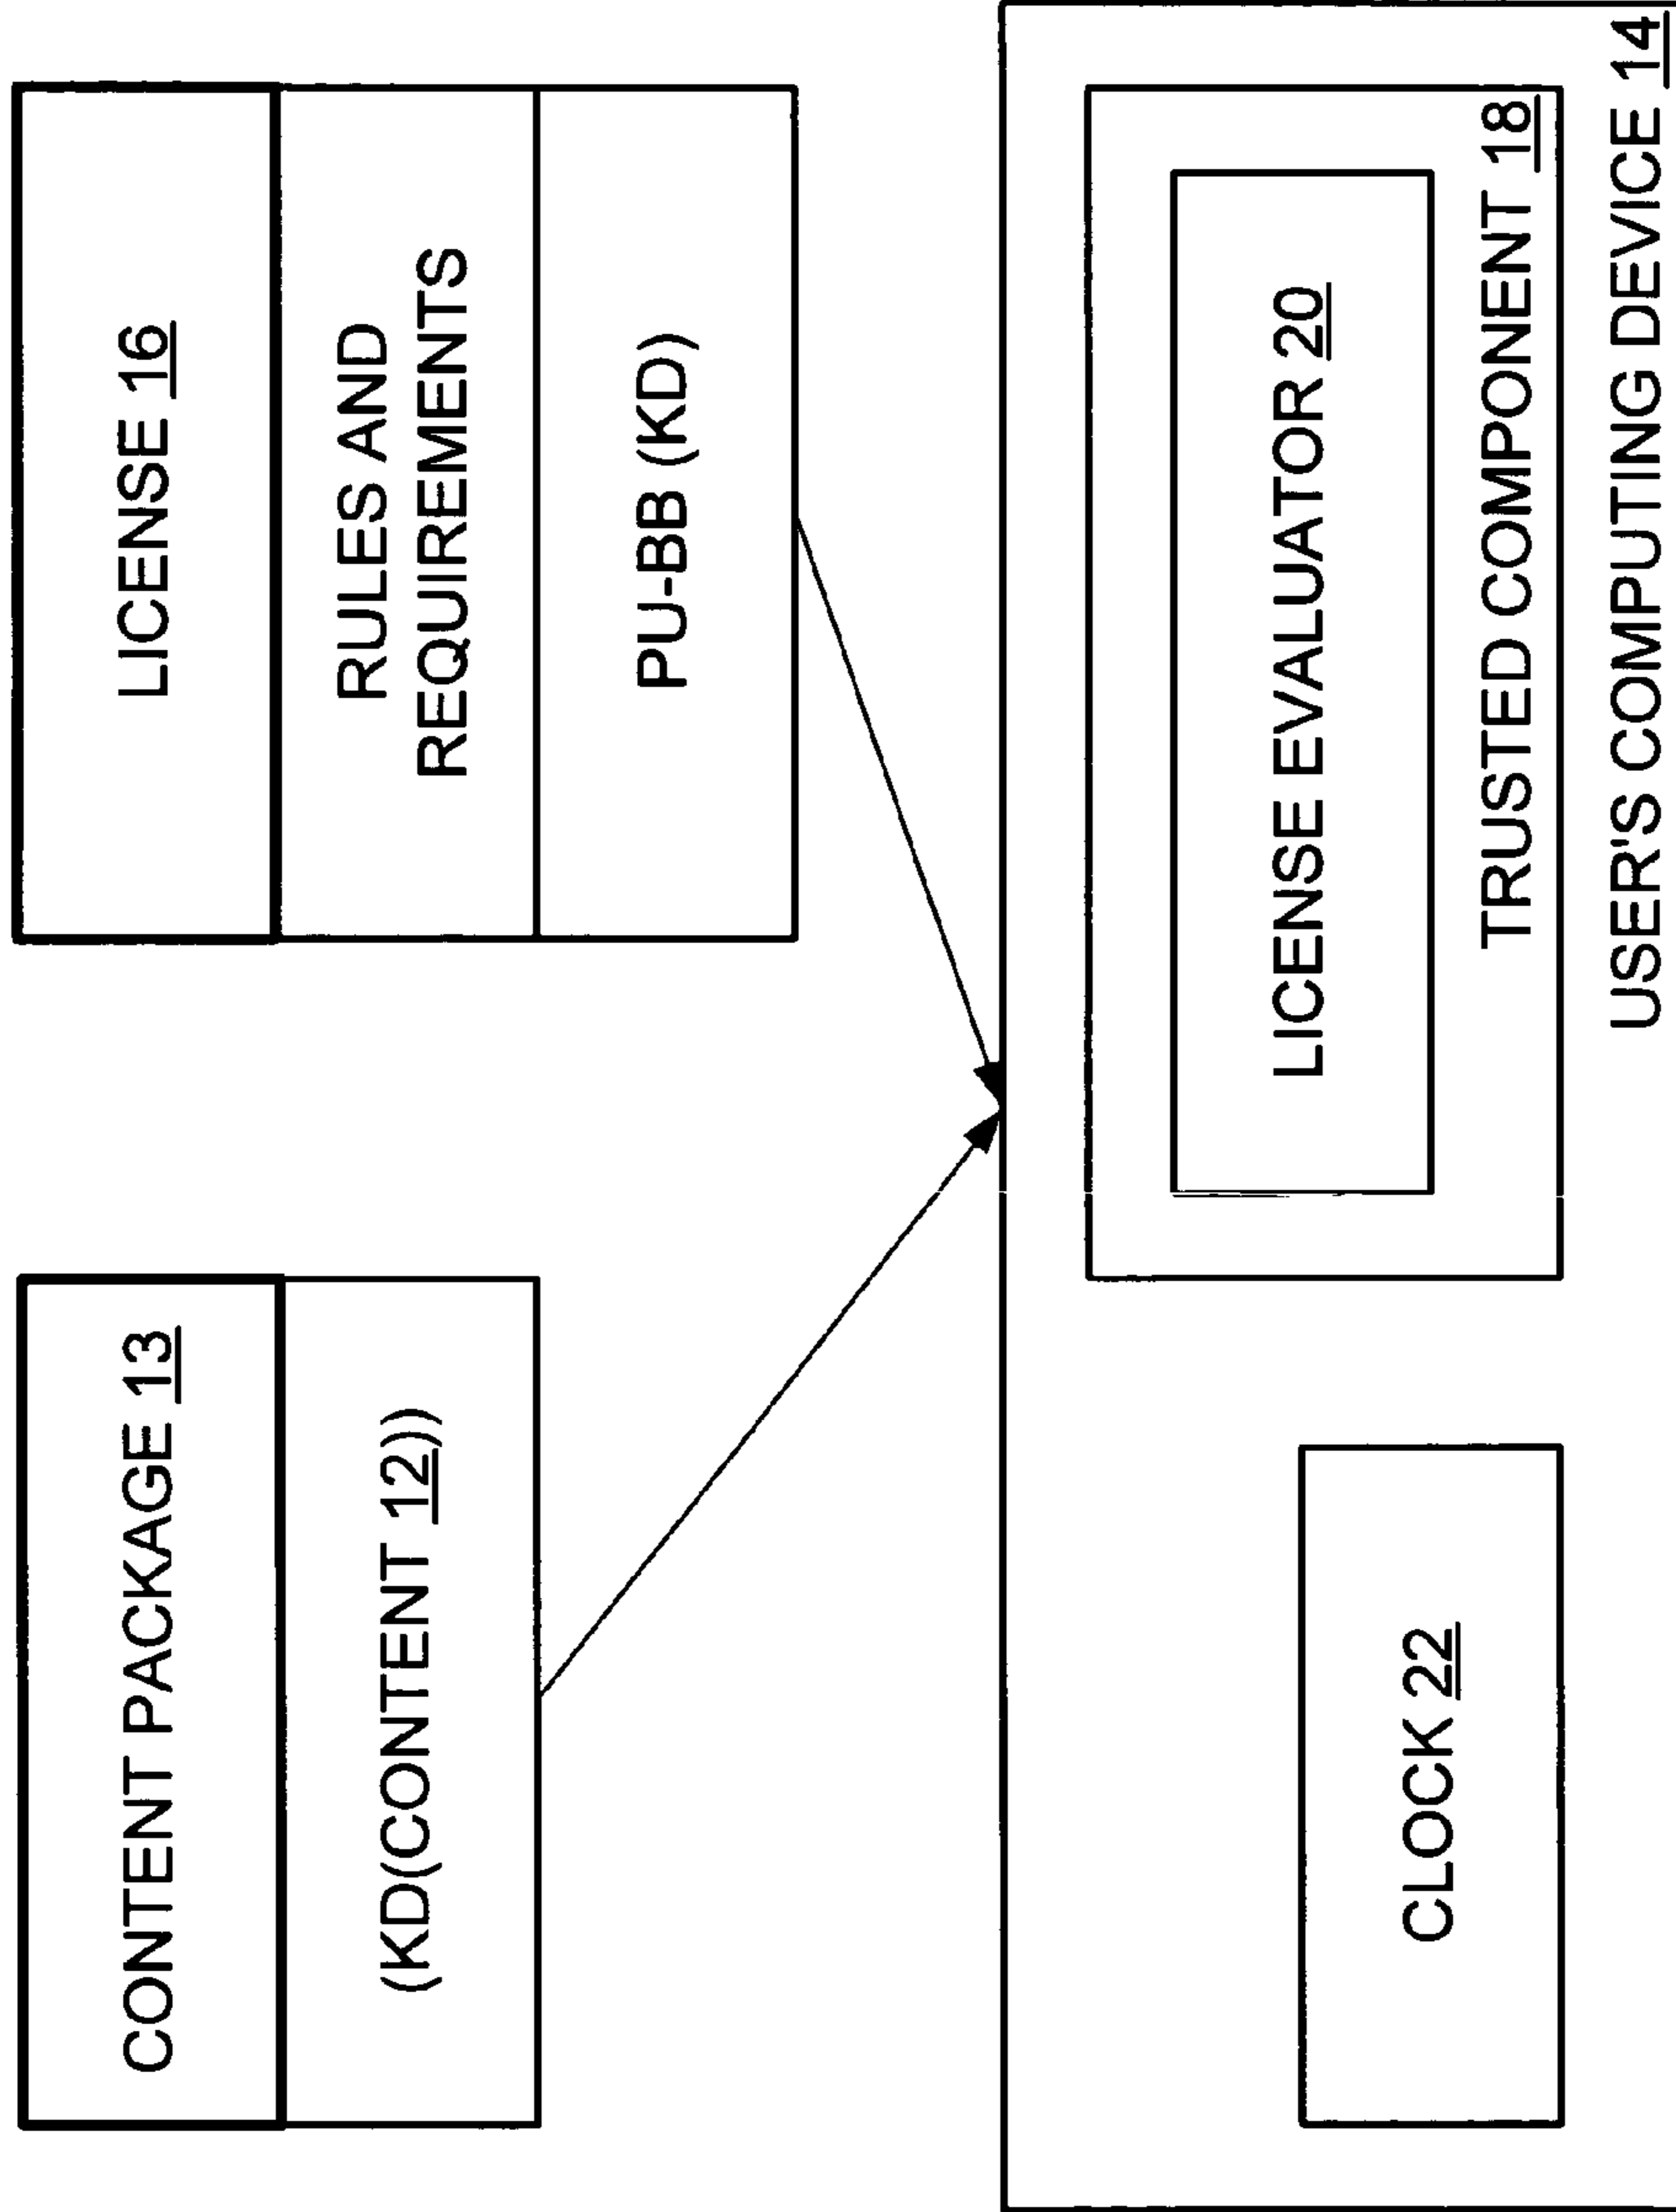 CONTENT PACKAGE 13
(KD(CONTENT 12))
LICENSE 16
RULES AND
REQUIREMENTS
PU-BB (KD)
CLOCK 22
LICENSE EVALUATOR 20
TRUSTED COMPONENT 18
USER'S COMPUTING DEVICE 14